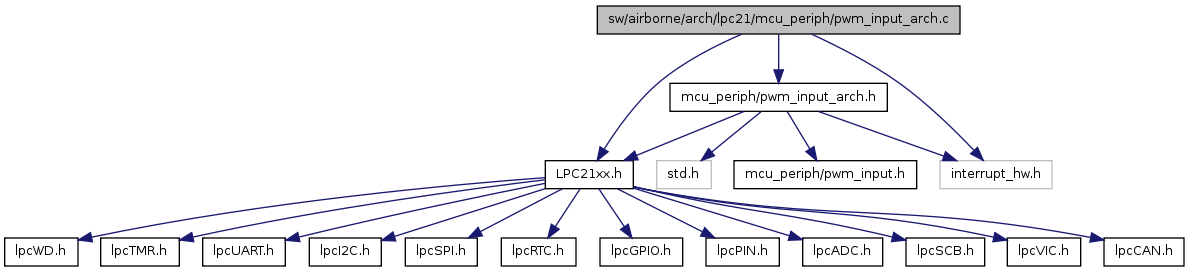 sw/airborne/arch/lpc21/mcu_periph/pwm_input_arch.c
mcu_periph/pwm_input_arch.h
LPC21xx.h
std.h
mcu_periph/pwm_input.h
interrupt_hw.h
lpcWD.h
lpcTMR.h
lpcUART.h
lpcI2C.h
lpcSPI.h
lpcRTC.h
lpcGPIO.h
lpcPIN.h
lpcADC.h
lpcSCB.h
lpcVIC.h
lpcCAN.h